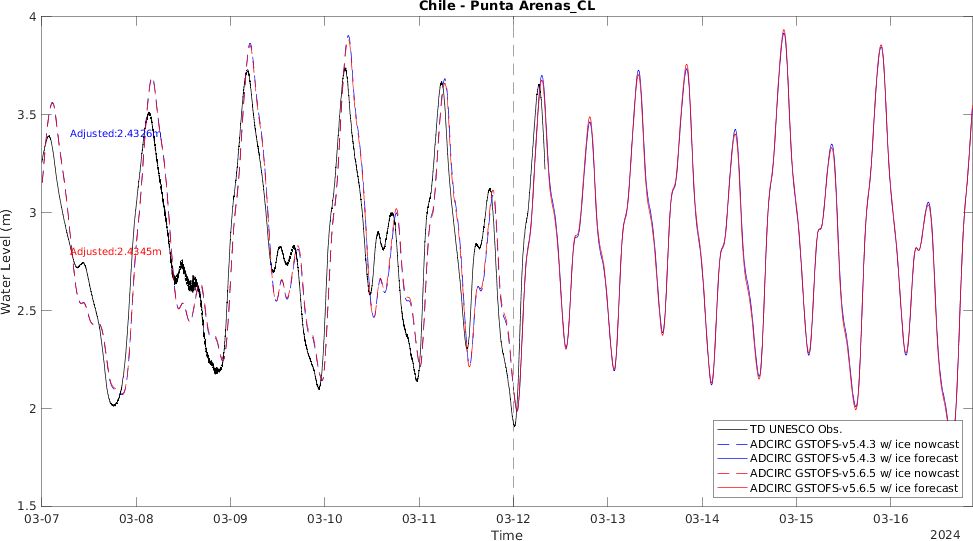 Chile - Punta Arenas_CL
4
3.5
3
2.5
2
1.5
Water Level (m)
Adjusted:2.4326m
Adjusted:2.4345m
TD UNESCO Obs.
ADCIRC GSTOFS-v5.4.3 w/ ice nowcast
ADCIRC GSTOFS-v5.4.3 w/ ice forecast
ADCIRC GSTOFS-v5.6.5 w/ ice nowcast
ADCIRC GSTOFS-v5.6.5 w/ ice forecast
03-07 03-08 03-09 03-10 03-11 03-12 03-13 03-14 03-15 03-16
Time
2024